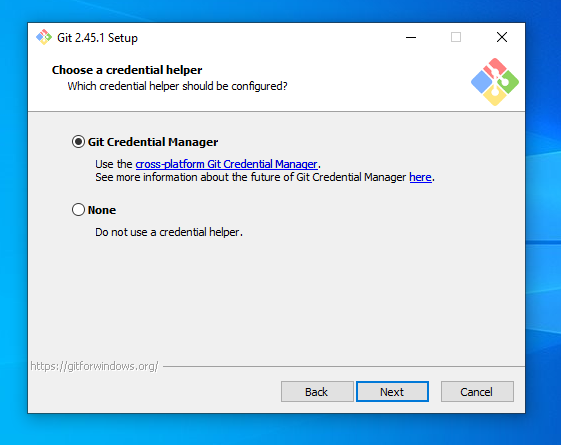 Git 2.45.1 Setup
Choose a credential helper
Which credential helper should be configured?
Git Credential Manager
Use the cross-platform Git Credential Manager.
See more information about the future of Git Credential Manager here.
None
Do not use a credential helper.
https://gitforwindows.org/
Back Next Cancel